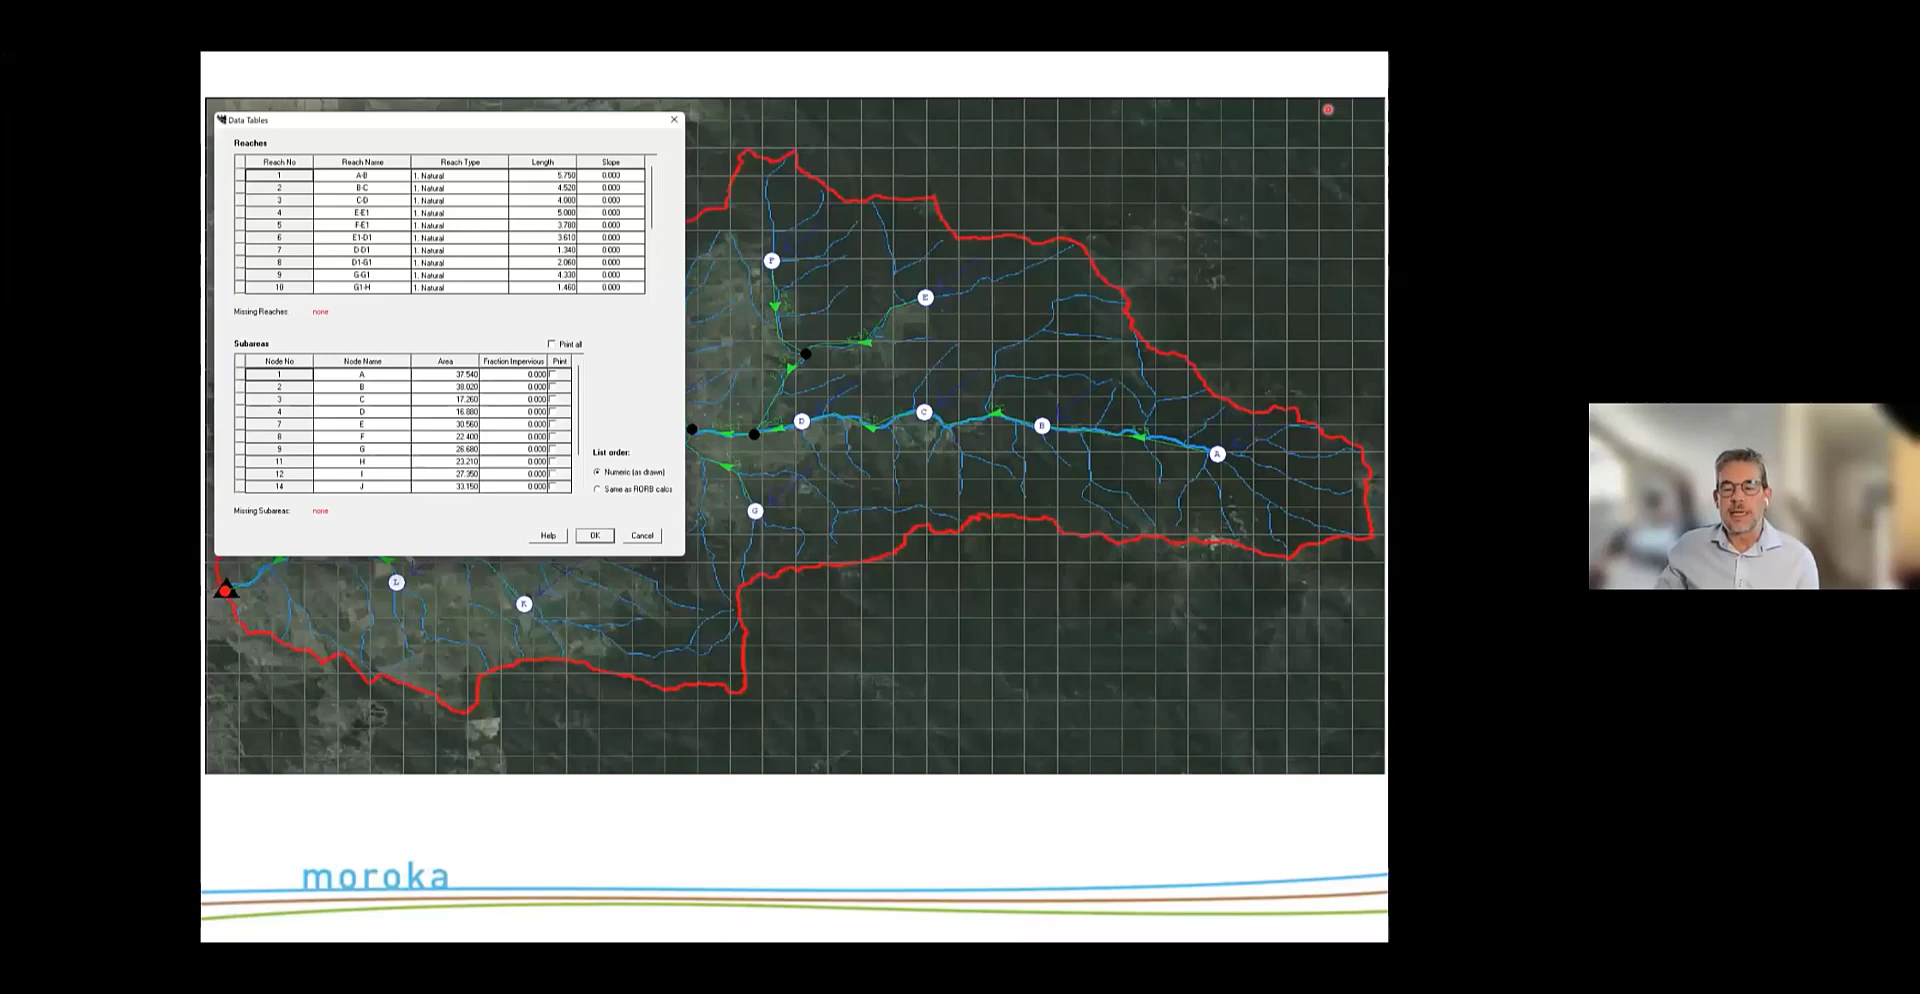 Data Tables
Reaches
Reach No Reach Name Reach Type Length Slope
1 A-B 1. Natural 5.750 0.000
2 B-C 1. Natural 4.520 0.000
3 C-D 1. Natural 4.000 0.000
4 E-E1 1. Natural 5.000 0.000
5 F-E1 1. Natural 3.780 0.000
6 E1-D1 1. Natural 3.610 0.000
7 D-D1 1. Natural 1.340 0.000
8 D1-G1 1. Natural 2.060 0.000
9 G-G1 1. Natural 4.330 0.000
10 G1-H 1. Natural 1.460 0.000
Missing Reaches: none
Subareas
Print all
Node No Node Name Area Fraction Impervious Print
1 A 37.540 0.000
2 B 38.020 0.000
3 C 17.260 0.000
4 D 16.880 0.000
7 E 30.560 0.000
8 F 22.400 0.000
9 G 26.680 0.000
11 H 23.210 0.000
12 I 27.350 0.000
14 J 33.150 0.000
List order:
Numeric (as drawn)
Same as RORB calcs
Missing Subareas: none
Help OK Cancel
F
E
D
C
B
A
G
L
K
moroka